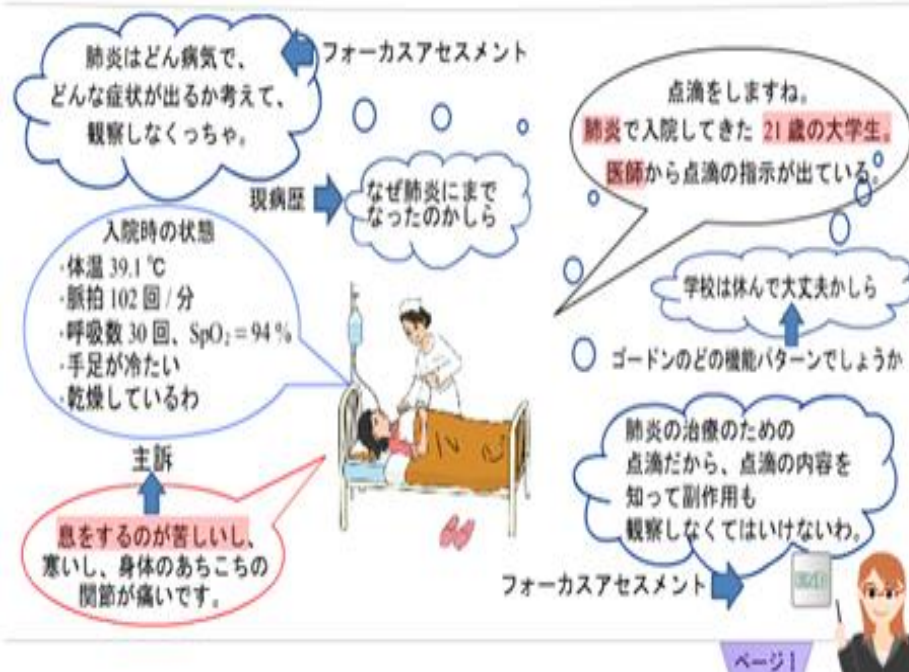 肺炎はどん病気で、
どんな症状が出るか考えて、
観察しなくっちゃ。
フォーカスアセスメント
点滴をしますね。
肺炎で入院してきた 21歳の大学生。
医師から点滴の指示が出ている。
現病歴
なぜ肺炎にまで
なったのかしら
入院時の状態
・体温 39.1 ℃
・脈拍 102 回 / 分
・呼吸数 30 回、SpO₂ = 94 %
・手足が冷たい
・乾燥しているわ
学校は休んで大丈夫かしら
ゴードンのどの機能パターンでしょうか
主訴
息をするのが苦しいし、
寒いし、身体のあちこちの
関節が痛いです。
肺炎の治療のための
点滴だから、点滴の内容を
知って副作用も
観察しなくてはいけないわ。
フォーカスアセスメント
ページ1